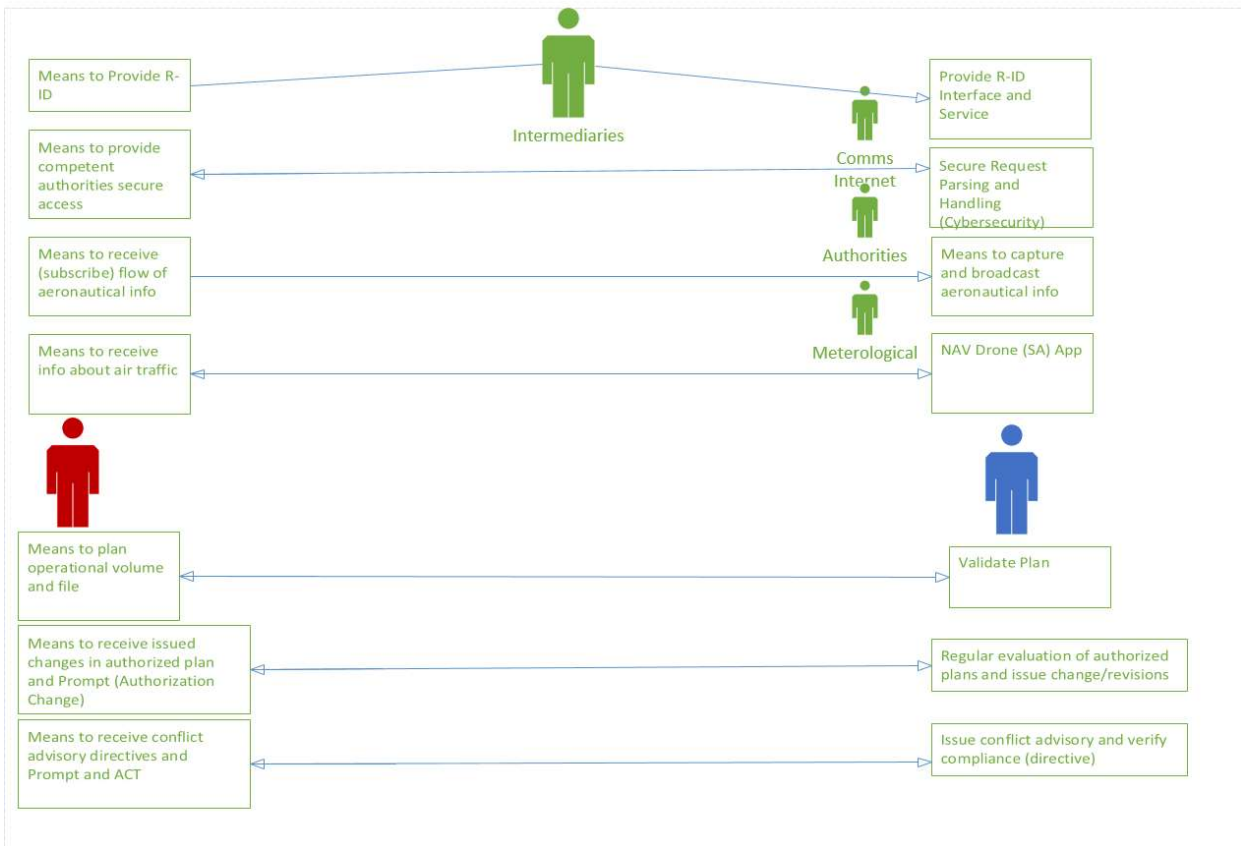 Means to Provide R-
ID
Intermediaries
Provide R-ID
Interface and
Service
Means to provide
competent
authorities secure
access
Comms
Internet
Secure Request
Parsing and
Handling
(Cybersecurity)
Means to receive
(subscribe) flow of
aeronautical info
Authorities
Means to capture
and broadcast
aeronautical info
Means to receive
info about air traffic
Meterological
NAV Drone (SA) App
Means to plan
operational volume
and file
Validate Plan
Means to receive issued
changes in authorized plan
and Prompt (Authorization
Change)
Regular evaluation of authorized
plans and issue change/revisions
Means to receive conflict
advisory directives and
Prompt and ACT
Issue conflict advisory and verify
compliance (directive)